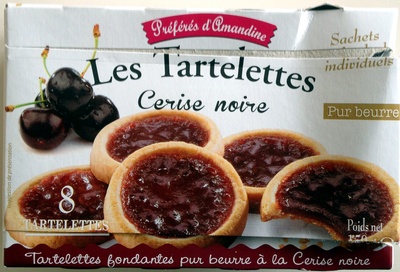 Préférés d'Amandine
Les Tartelettes
Cerise noire
Sachets
individuels
Pur beurre
8
TARTELETTES
Poids net
Tartelettes fondantes pur beurre à la Cerise noire